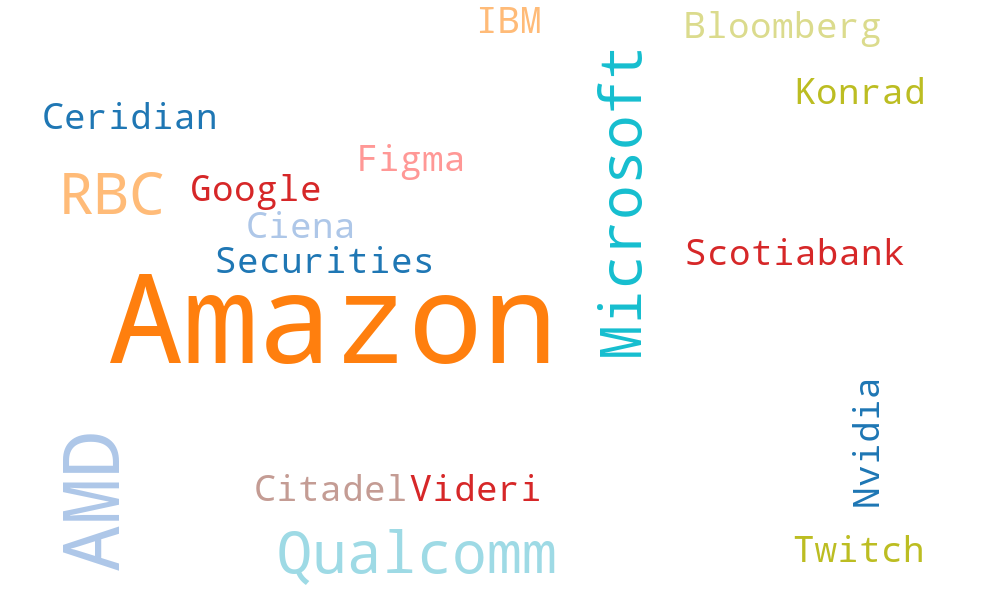 IBM
Bloomberg
Microsoft
Konrad
Ceridian
Figma
RBC
Google
Ciena
Securities
Scotiabank
Amazon
Nvidia
AMD
Citadel
Videri
Qualcomm
Twitch